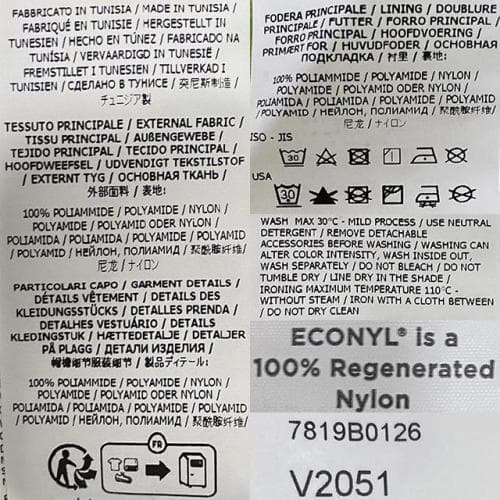 FABBRICATO IN TUNISIA / MADE IN TUNISIA /
FABRIQUÉ EN TUNISIE / HERGESTELLT IN
TUNESIEN / HECHO EN TÚNEZ / FABRICADO NA
TUNÍSIA / VERVAARDIGD IN TUNESIË /
FREMSTILLET I TUNESIEN / TILLVERKAD I
TUNISIEN / СДЕЛАНО В ТУНИСЕ / 突尼斯制造 /
チュニジア製
TESSUTO PRINCIPALE / EXTERNAL FABRIC /
TISSU PRINCIPAL / AUßENGEWEBE /
TEJIDO PRINCIPAL / TECIDO PRINCIPAL /
HOOFDWEEFSEL / UDVENDIGT TEKSTILSTOF
/ EXTERNT TYG / ОСНОВНАЯ ТКАНЬ /
外部面料 / 表地:
100% POLIAMMIDE / POLYAMIDE / NYLON /
POLYAMIDE / POLYAMID ODER NYLON /
POLIAMIDA / POLIAMIDA / POLYAMIDE / POLYAMID
/ POLYAMID / НЕЙЛОН, ПОЛИАМИД / 聚酰胺纤维/
尼龙 / ナイロン
PARTICOLARI CAPO / GARMENT DETAILS /
DÉTAILS VÊTEMENT / DETAILS DES
KLEIDUNGSSTÜCKS / DETALLES PRENDA /
DETALHES VESTUÁRIO / DETAILS
KLEDINGSTUK / HÆTTEDETALJE / DETALJER
PÅ PLAGG / ДЕТАЛИ ИЗДЕЛИЯ /
帽檐细节服装细节 / 製品ディテール:
100% POLIAMMIDE / POLYAMIDE / NYLON /
POLYAMIDE / POLYAMID ODER NYLON /
POLIAMIDA / POLIAMIDA / POLYAMIDE / POLYAMID
/ POLYAMID / НЕЙЛОН, ПОЛИАМИД / 聚酰胺纤维/
尼龙 / ナイロン
FR
FODERA PRINCIPALE / LINING / DOUBLURE
PRINCIPALE / FUTTER / FORRO PRINCIPAL /
FORRO PRINCIPAL / HOOFDVOERING /
PRIMÆRT FOR / HUVUDFODER / ОСНОВНАЯ
ПОДКЛАДКА / 衬里 / 裏地:
100% POLIAMMIDE / POLYAMIDE / NYLON /
POLYAMIDE / POLYAMID ODER NYLON /
POLIAMIDA / POLIAMIDA / POLYAMIDE / POLYAMID /
POLYAMID / НЕЙЛОН, ПОЛИАМИД / 聚酰胺纤维/
尼龙 / ナイロン
ISO - JIS
30
USA
30
WASH MAX 30°C - MILD PROCESS / USE NEUTRAL
DETERGENT / REMOVE DETACHABLE
ACCESSORIES BEFORE WASHING / WASHING CAN
ALTER COLOR INTENSITY, WASH INSIDE OUT,
WASH SEPARATELY / DO NOT BLEACH / DO NOT
TUMBLE DRY / LINE DRY IN THE SHADE /
IRONING MAXIMUM TEMPERATURE 110°C -
WITHOUT STEAM / IRON WITH A CLOTH BETWEEN
/ DO NOT DRY CLEAN
ECONYL® is a
100% Regenerated
Nylon
7819B0126
V2051